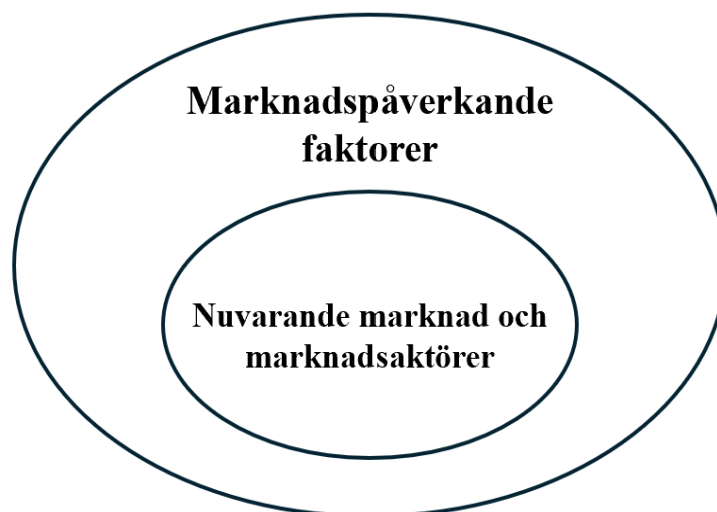 Marknadspåverkande
faktorer
Nuvarande marknad och
marknadsaktörer